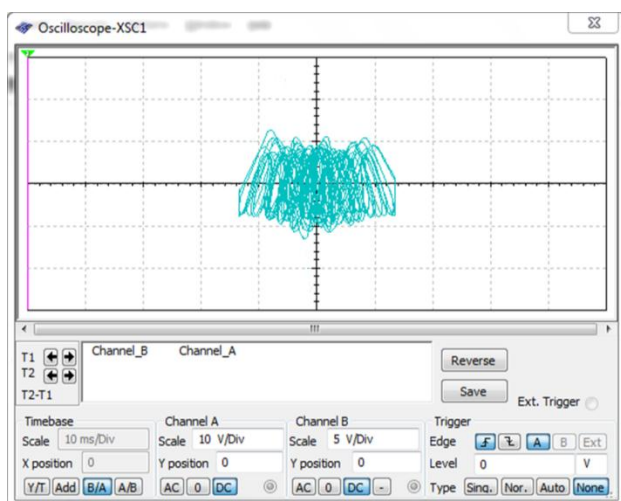 Oscilloscope-XSC1
T1
T2
T2-T1
Channel_B Channel_A
Reverse
Save
Ext. Trigger
Timebase
Scale 10 ms/Div
X position 0
Y/T Add B/A A/B
Channel A
Scale 10 V/Div
Y position 0
AC 0 DC
Channel B
Scale 5 V/Div
Y position 0
AC 0 DC -
Trigger
Edge A B Ext
Level 0 V
Type Sing. Nor. Auto None